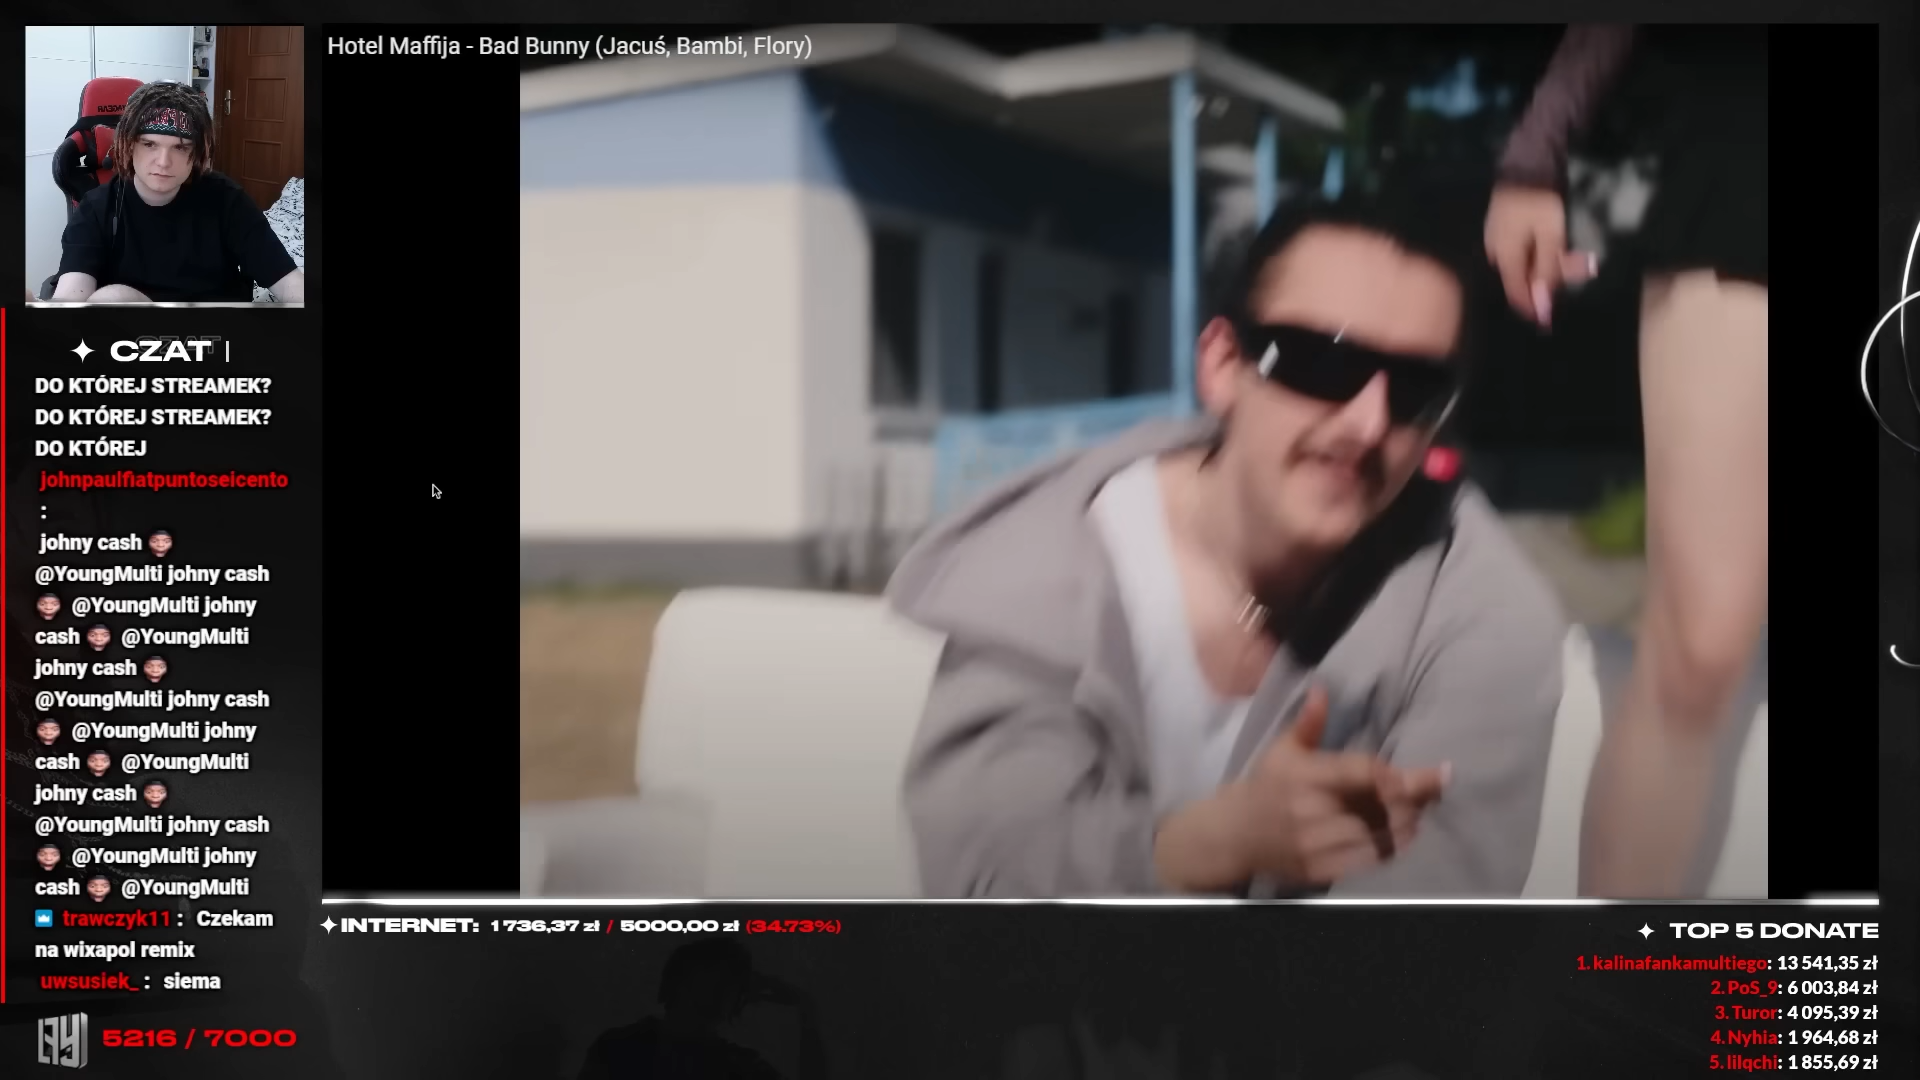 Hotel Maffija - Bad Bunny (Jacuś, Bambi, Flory)
CZAT
DO KTÓREJ STREAMEK?
DO KTÓREJ STREAMEK?
DO KTÓREJ
johnpaulfiatpuntoseicento
:
johny cash
@YoungMulti johny cash
@YoungMulti johny
cash @YoungMulti
johny cash
@YoungMulti johny cash
@YoungMulti johny
cash @YoungMulti
johny cash
@YoungMulti johny cash
@YoungMulti johny
cash @YoungMulti
trawczyk11 : Czekam
na wixapol remix
uwsusiek_ : siema
5216 / 7000
INTERNET: 1 736,37 zł / 5000,00 zł (34.73%)
TOP 5 DONATE
1. kalinafankamultiego: 13 541,35 zł
2. PoS_9: 6 003,84 zł
3. Turor: 4 095,39 zł
4. Nyhia: 1 964,68 zł
5. lilqchi: 1 855,69 zł